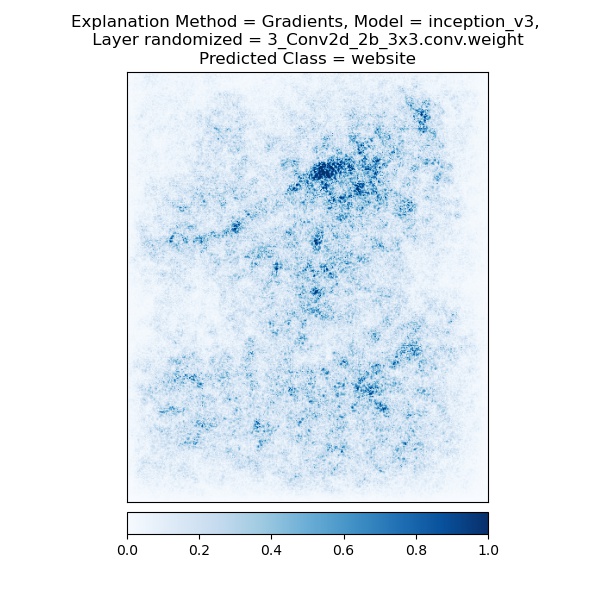 Explanation Method = Gradients, Model = inception_v3,
Layer randomized = 3_Conv2d_2b_3x3.conv.weight
Predicted Class = website
0.0 0.2 0.4 0.6 0.8 1.0